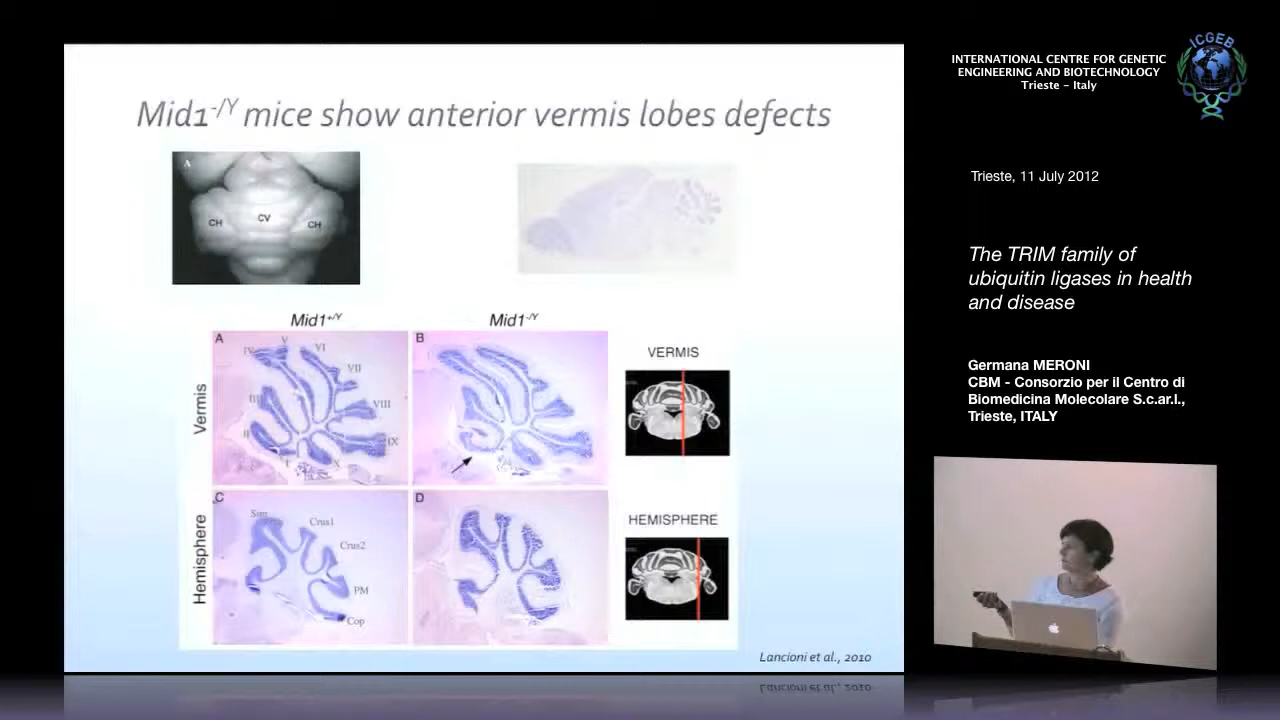 Mid1-/Y mice show anterior vermis lobes defects
A
CH
CV
CH
Mid1+/Y
Mid1-/Y
Vermis
A
IV
V
VI
VII
III
VIII
II
IX
I
X
B
VERMIS
Hemisphere
C
Sim
Crus1
Crus2
PM
Cop
D
HEMISPHERE
Lancioni et al., 2010
ICGEB
INTERNATIONAL CENTRE FOR GENETIC
ENGINEERING AND BIOTECHNOLOGY
Trieste - Italy
Trieste, 11 July 2012
The TRIM family of
ubiquitin ligases in health
and disease
Germana MERONI
CBM - Consorzio per il Centro di
Biomedicina Molecolare S.c.ar.l.,
Trieste, ITALY